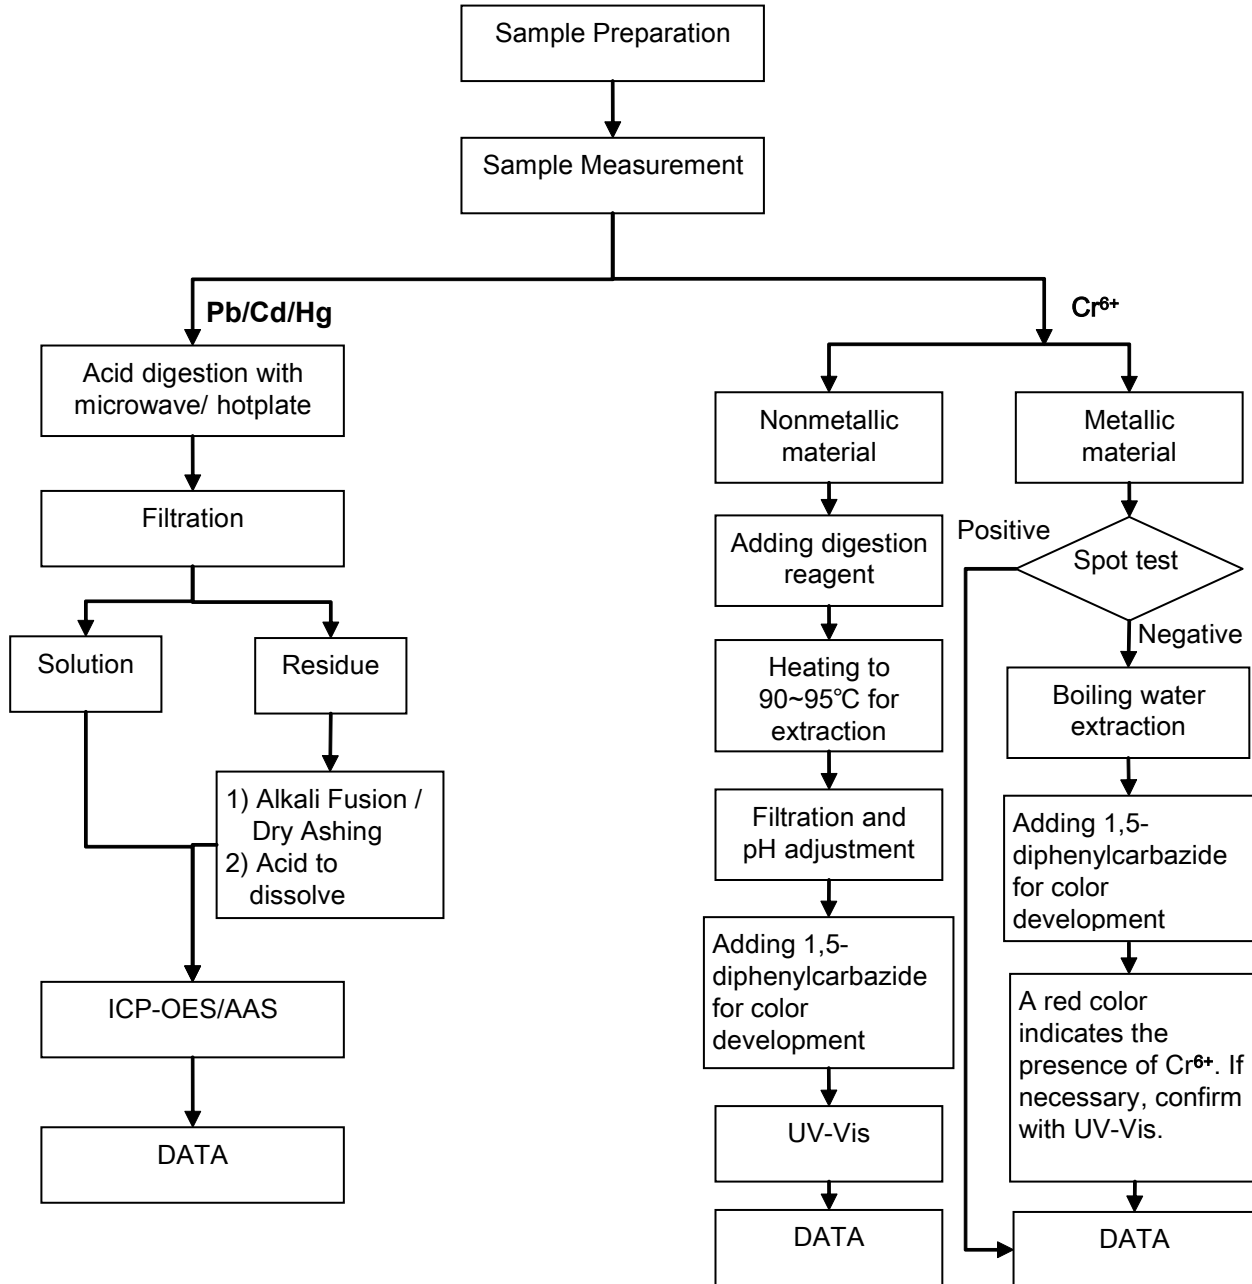 Sample Preparation
Sample Measurement
Pb/Cd/Hg
Acid digestion with
microwave/ hotplate
Filtration
Solution
Residue
1) Alkali Fusion /
Dry Ashing
2) Acid to
dissolve
ICP-OES/AAS
DATA
Cr⁶⁺
Nonmetallic
material
Adding digestion
reagent
Heating to
90~95℃ for
extraction
Filtration and
pH adjustment
Adding 1,5-
diphenylcarbazide
for color
development
UV-Vis
DATA
Metallic
material
Spot test
Positive
Negative
Boiling water
extraction
Adding 1,5-
diphenylcarbazide
for color
development
A red color
indicates the
presence of Cr⁶⁺. If
necessary, confirm
with UV-Vis.
DATA